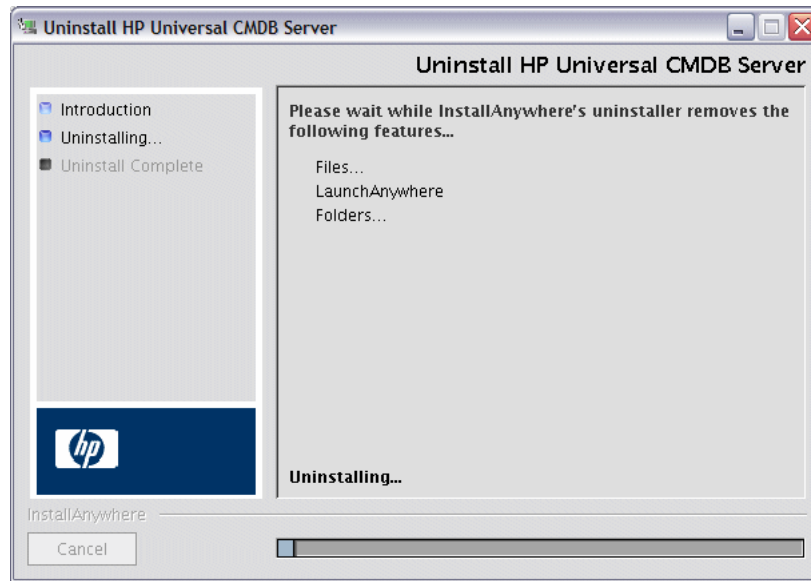 Uninstall HP Universal CMDB Server
Uninstall HP Universal CMDB Server
Introduction
Uninstalling...
Uninstall Complete
Please wait while InstallAnywhere's uninstaller removes the
following features...
Files...
LaunchAnywhere
Folders...
hp
Uninstalling...
InstallAnywhere
Cancel